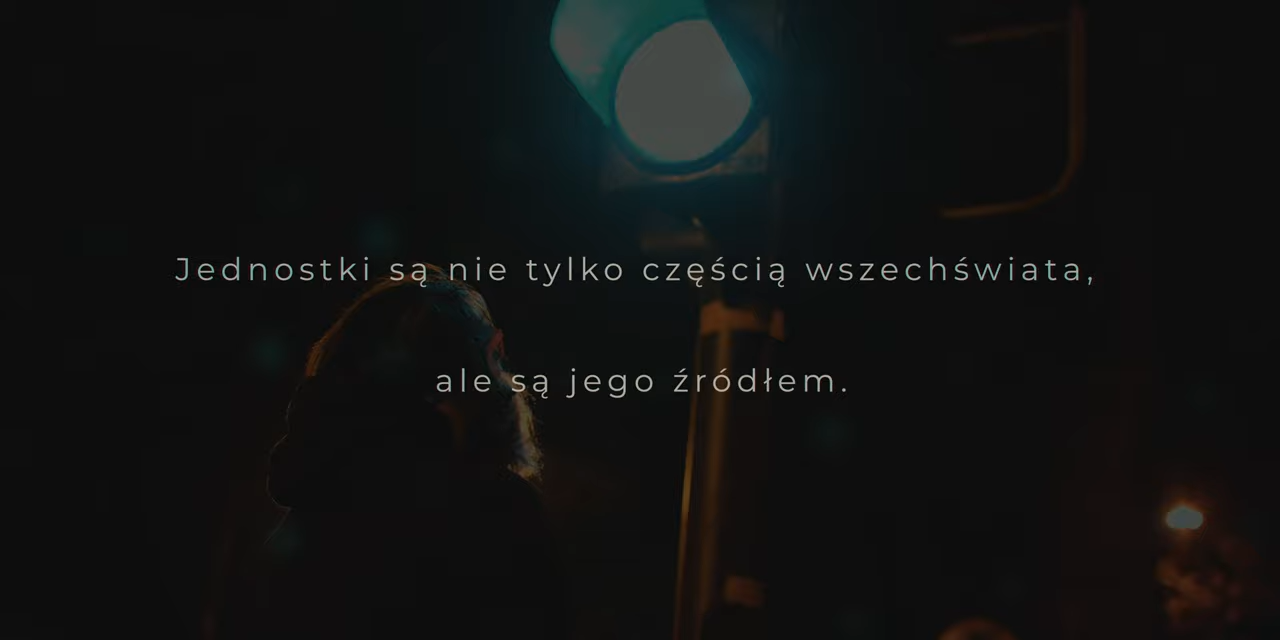 Jednostki są nie tylko częścią wszechświata,
ale są jego źródłem.